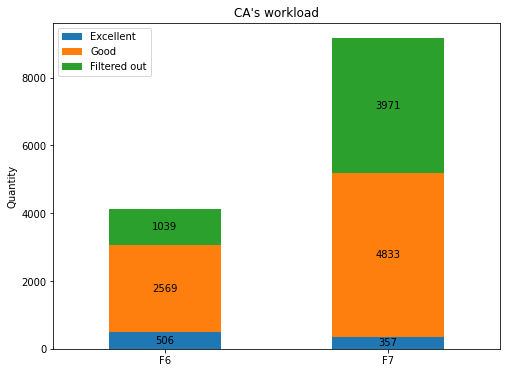 CA's workload
Excellent
Good
Filtered out
Quantity
8000
6000
4000
2000
0
3971
4833
357
1039
2569
506
F6
F7